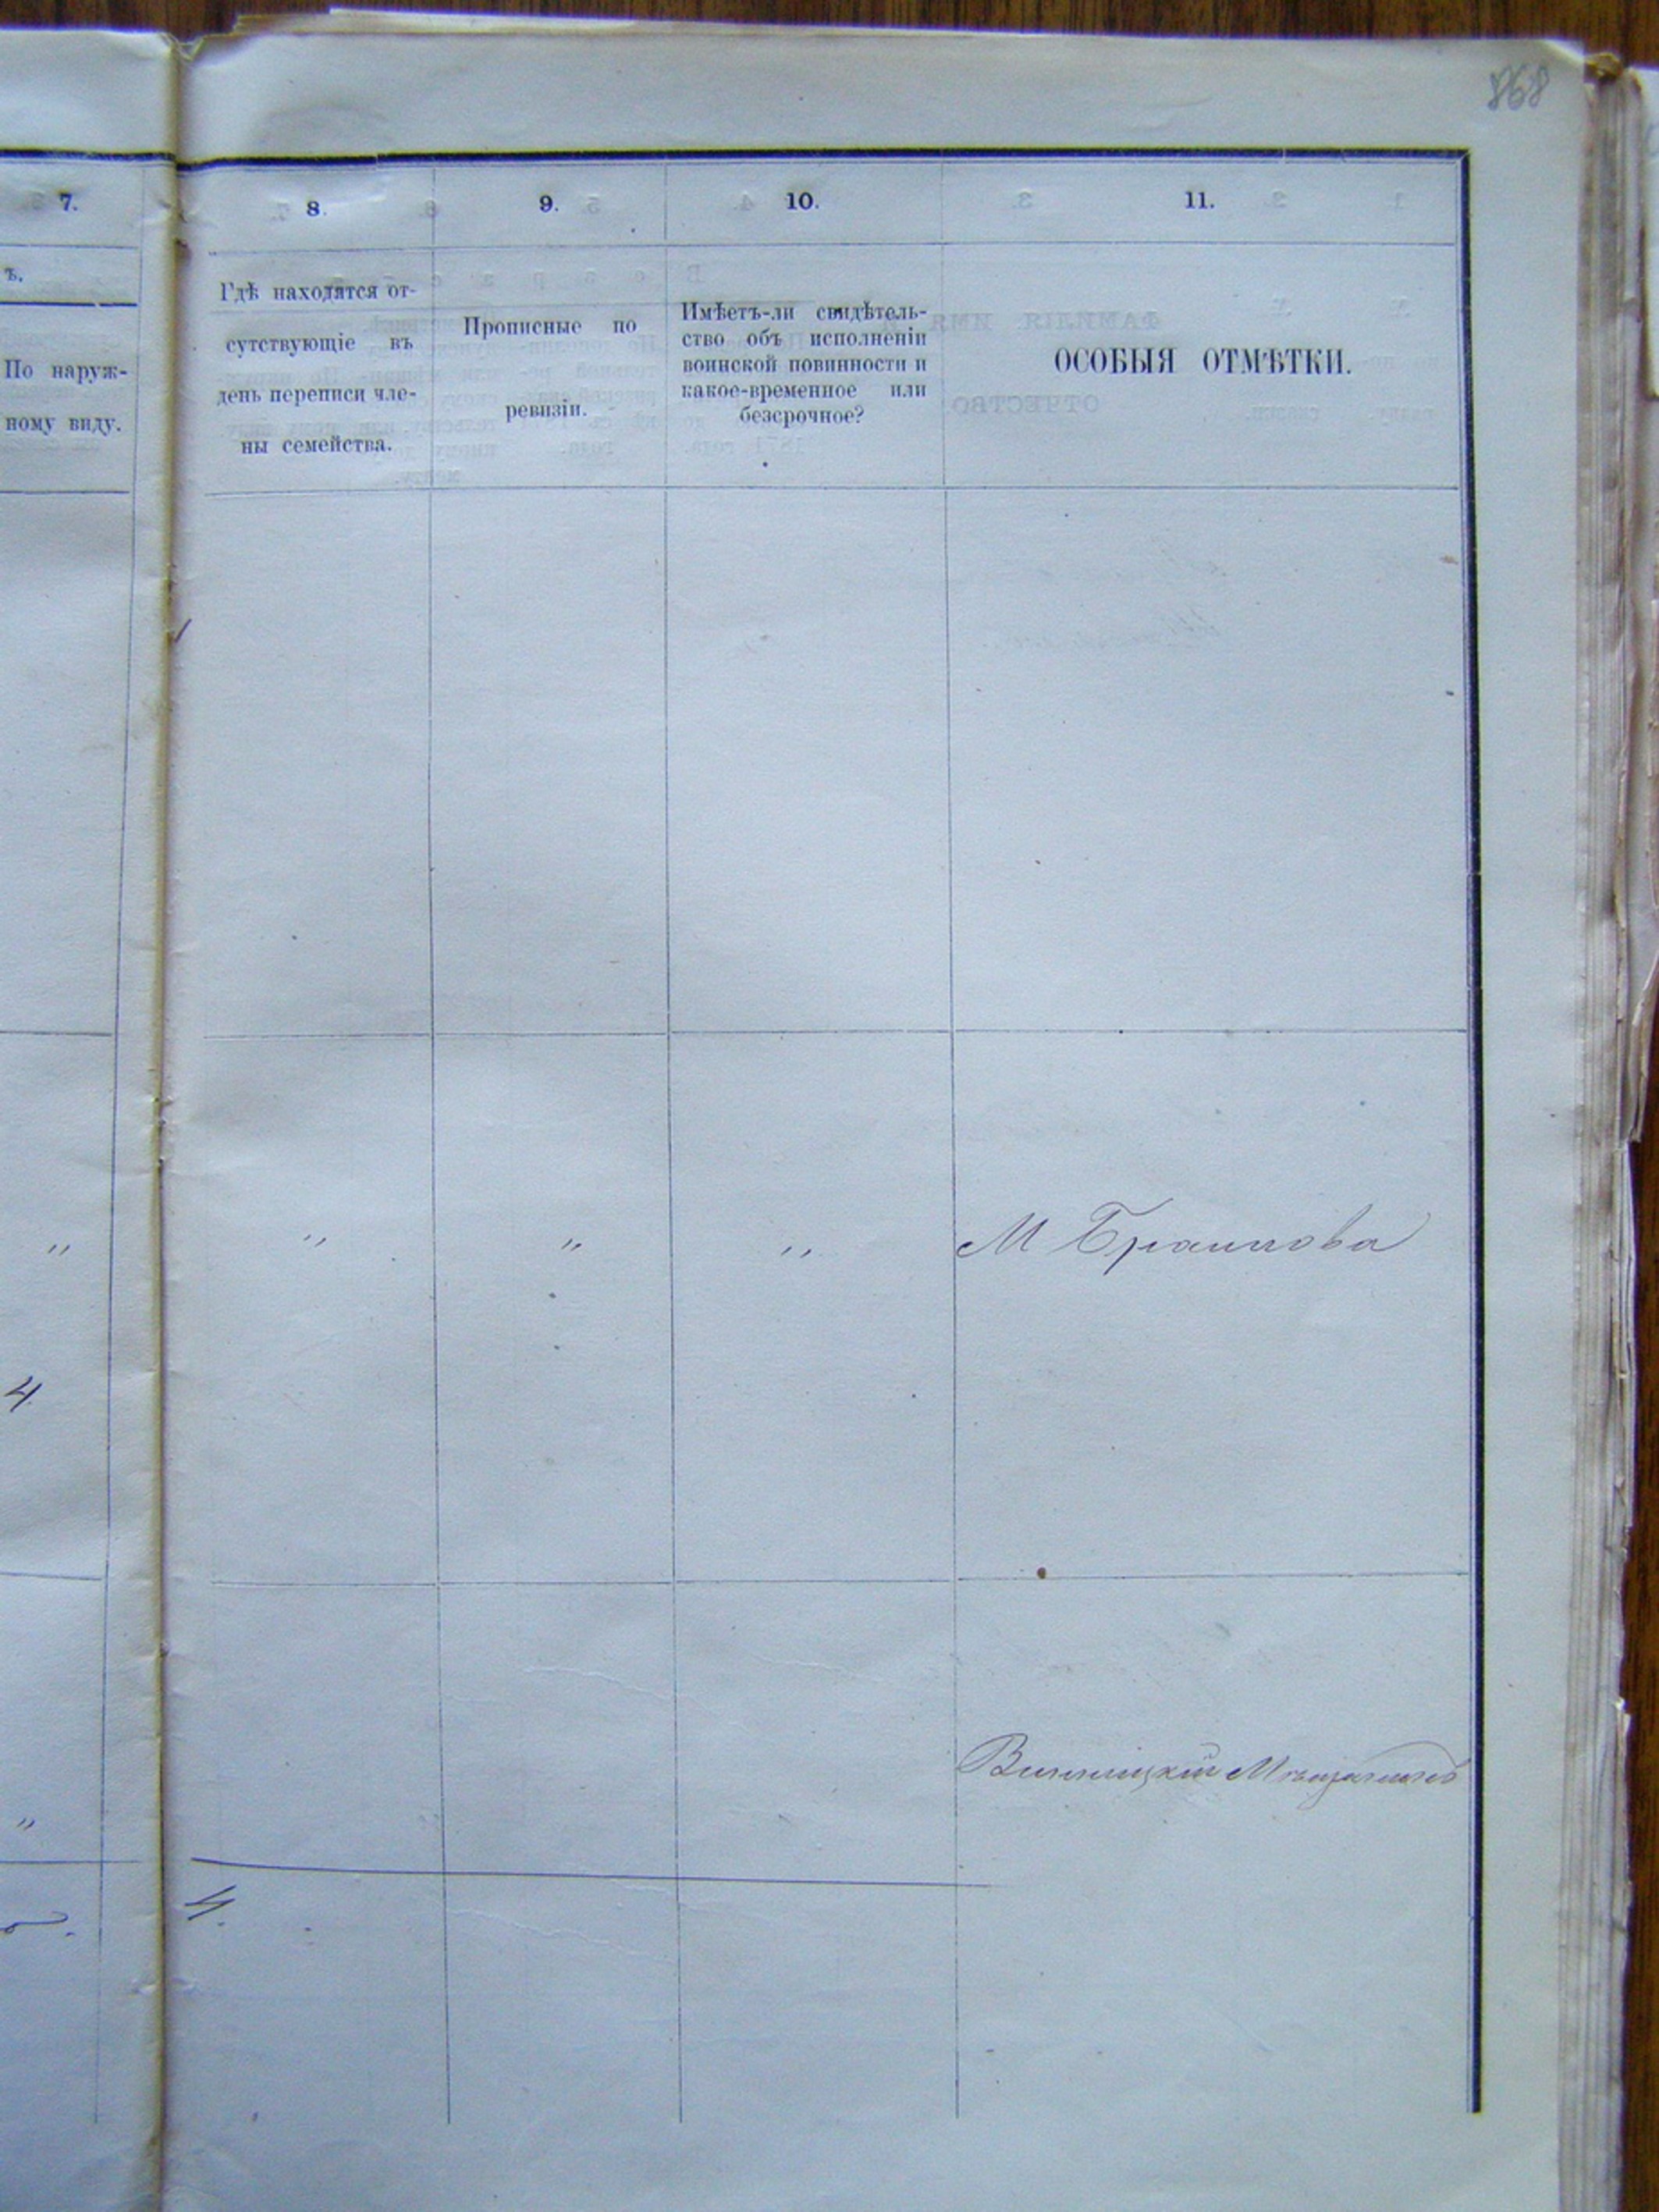 868
7.
8.
9.
10.
11.
ъ.
По наруж-
ному виду.
Гдѣ находятся от-
сутствующіе въ
день переписи чле-
ны семейства.
Прописные по
ревизіи.
Имѣетъ-ли свидѣтель-
ство объ исполненіи
воинской повинности и
какое-временное или
безсрочное?
ОСОБЫЯ ОТМѢТКИ.
" " " " М
4.
Винницкій Мѣщанинъ
"
4.